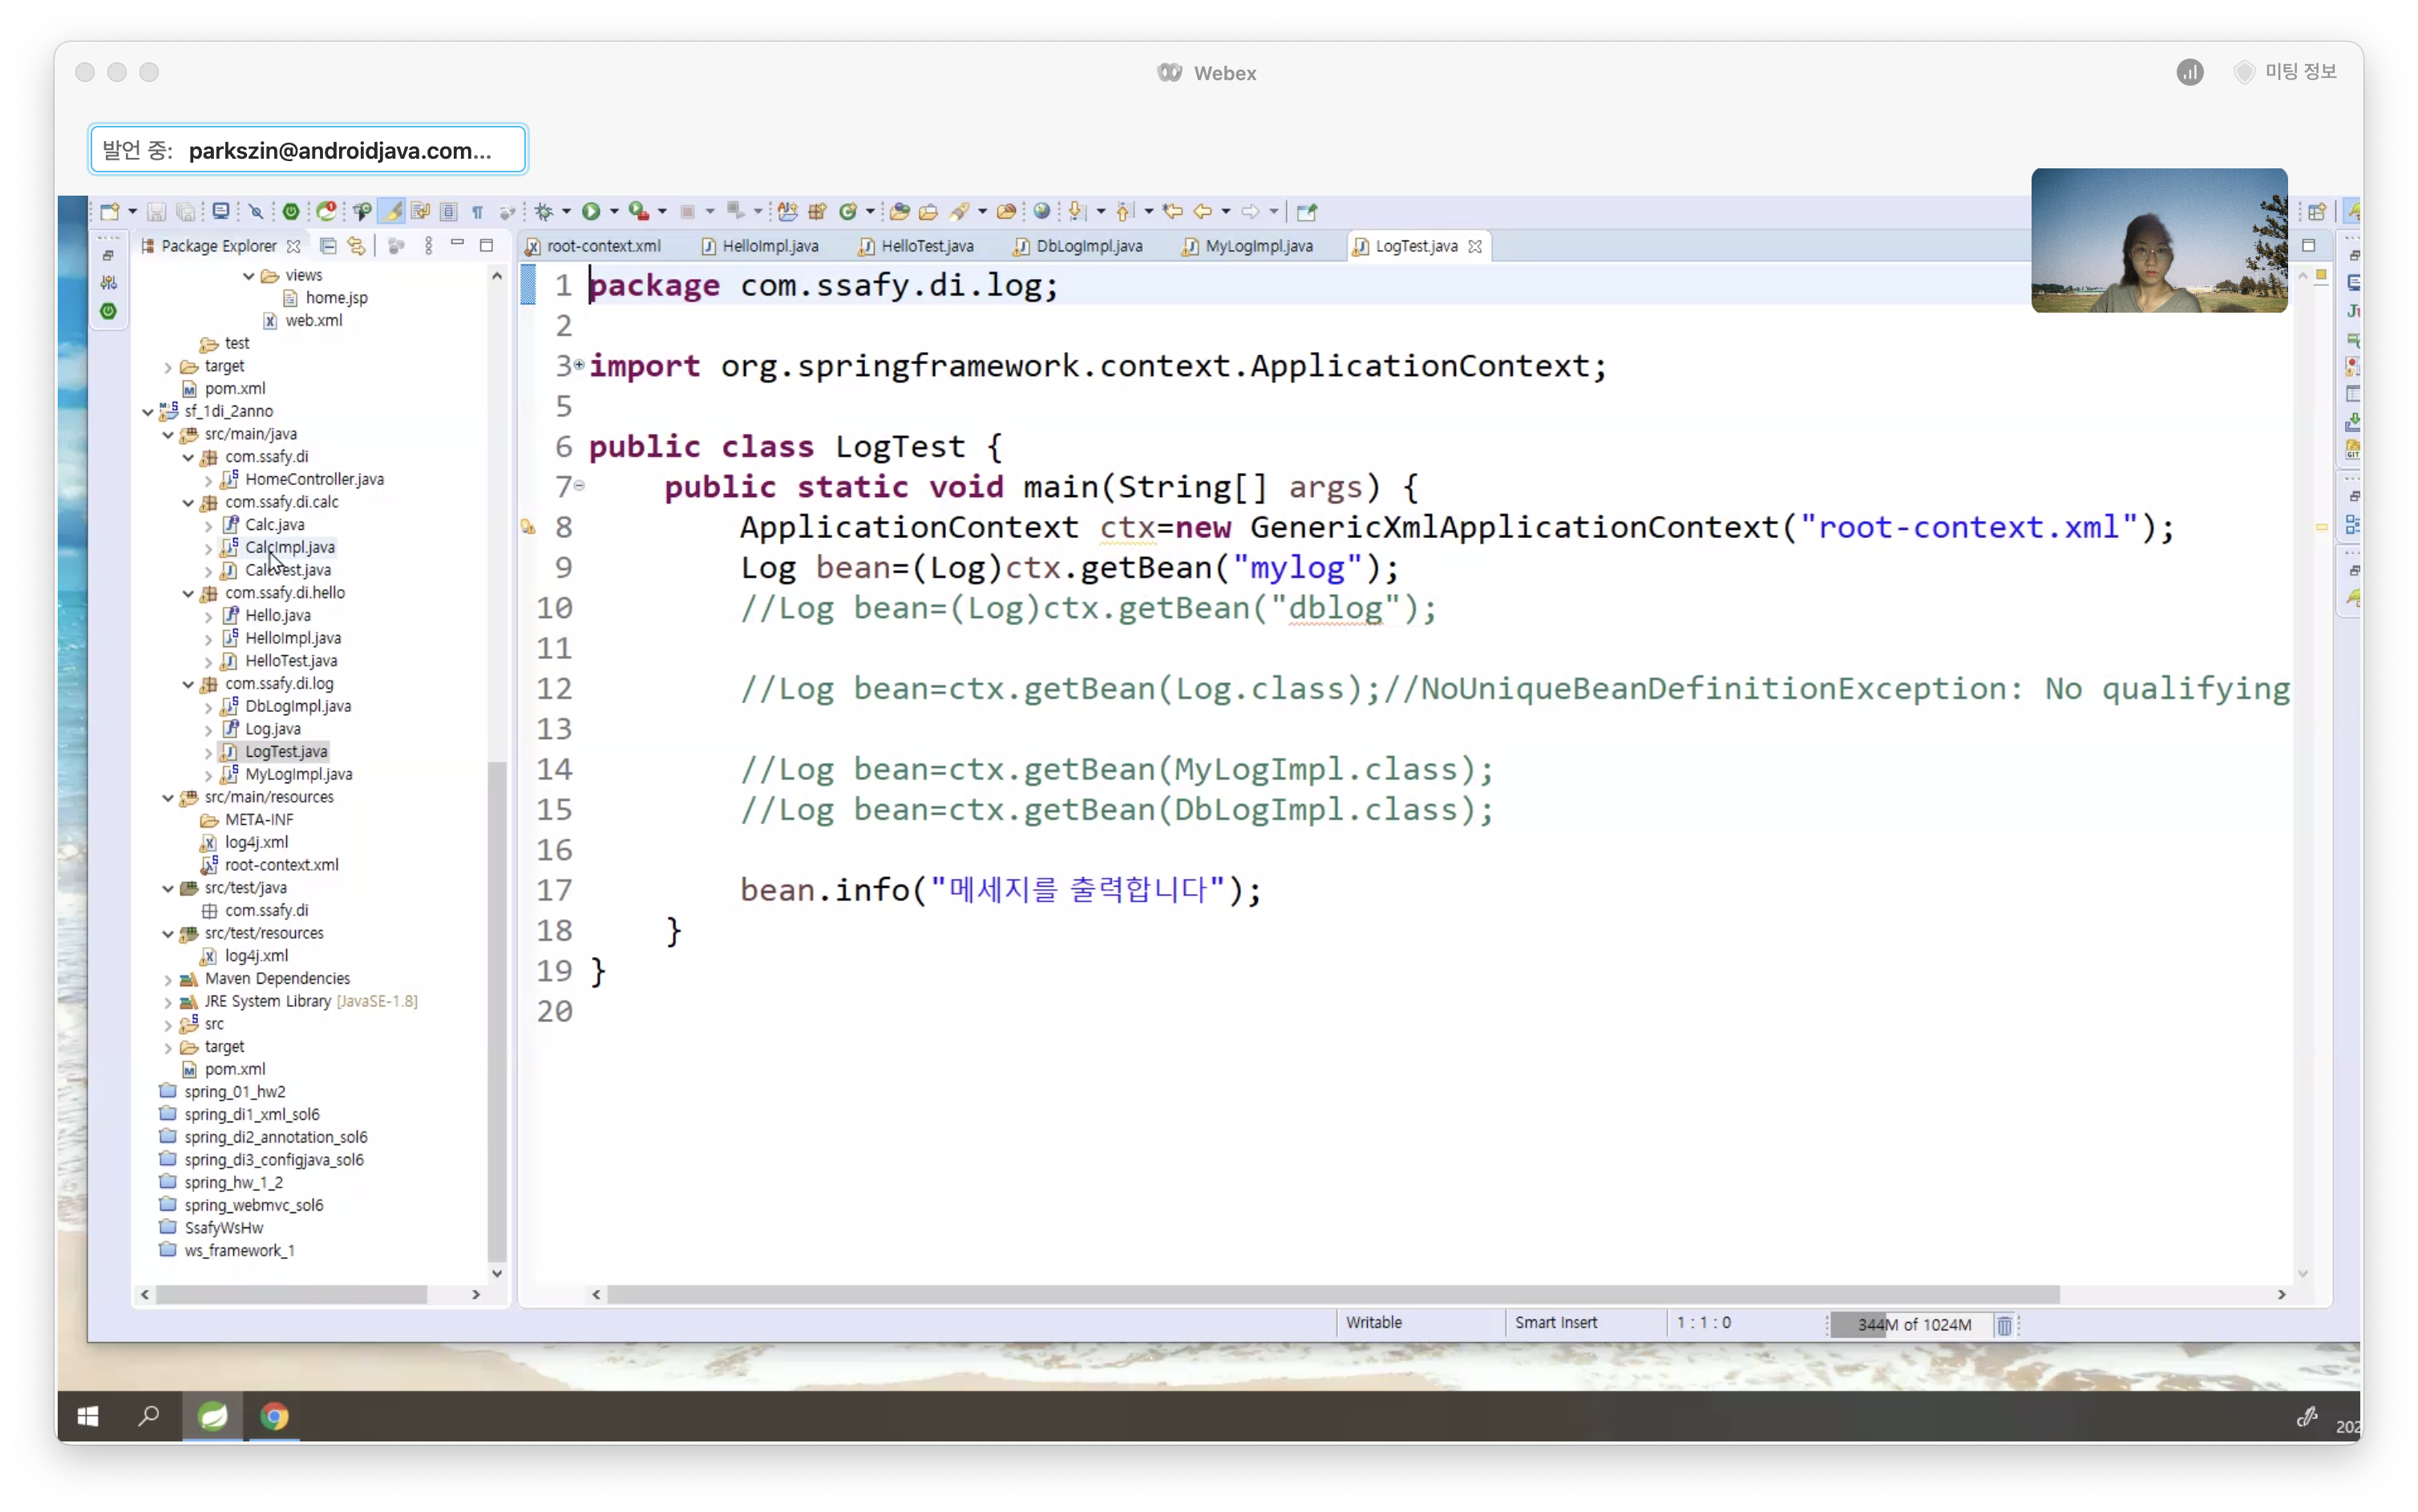 Webex
미팅 정보
발언 중: parkszin@androidjava.com...
Package Explorer
root-context.xml
HelloImpl.java
HelloTest.java
DbLogImpl.java
MyLogImpl.java
LogTest.java
views
home.jsp
web.xml
test
target
pom.xml
sf_1di_2anno
src/main/java
com.ssafy.di
HomeController.java
com.ssafy.di.calc
Calc.java
CalcImpl.java
CalcTest.java
com.ssafy.di.hello
Hello.java
HelloImpl.java
HelloTest.java
com.ssafy.di.log
DbLogImpl.java
Log.java
LogTest.java
MyLogImpl.java
src/main/resources
META-INF
log4j.xml
root-context.xml
src/test/java
com.ssafy.di
src/test/resources
log4j.xml
Maven Dependencies
JRE System Library [JavaSE-1.8]
src
target
pom.xml
spring_01_hw2
spring_di1_xml_sol6
spring_di2_annotation_sol6
spring_di3_configjava_sol6
spring_hw_1_2
spring_webmvc_sol6
SsafyWsHw
ws_framework_1
1 package com.ssafy.di.log;
2
3 import org.springframework.context.ApplicationContext;
5
6 public class LogTest {
7 public static void main(String[] args) {
8 ApplicationContext ctx=new GenericXmlApplicationContext("root-context.xml");
9 Log bean=(Log)ctx.getBean("mylog");
10 //Log bean=(Log)ctx.getBean("dblog");
11
12 //Log bean=ctx.getBean(Log.class);//NoUniqueBeanDefinitionException: No qualifying
13
14 //Log bean=ctx.getBean(MyLogImpl.class);
15 //Log bean=ctx.getBean(DbLogImpl.class);
16
17 bean.info("메세지를 출력합니다");
18 }
19 }
20
Writable
Smart Insert
1 : 1 : 0
344M of 1024M
202